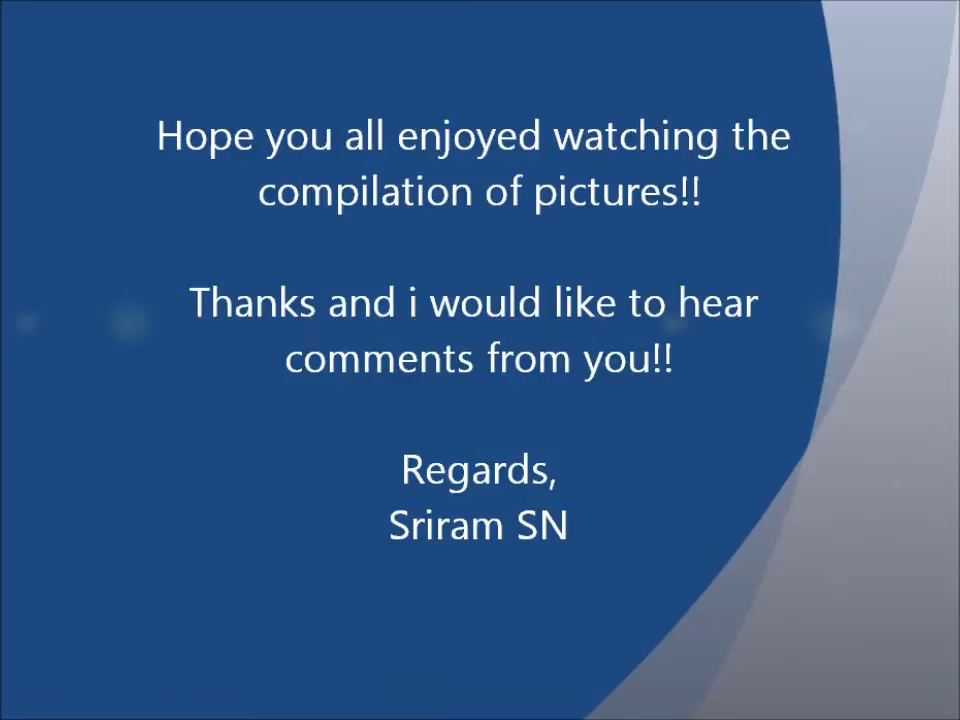 Hope you all enjoyed watching the
compilation of pictures!!
Thanks and i would like to hear
comments from you!!
Regards,
Sriram SN